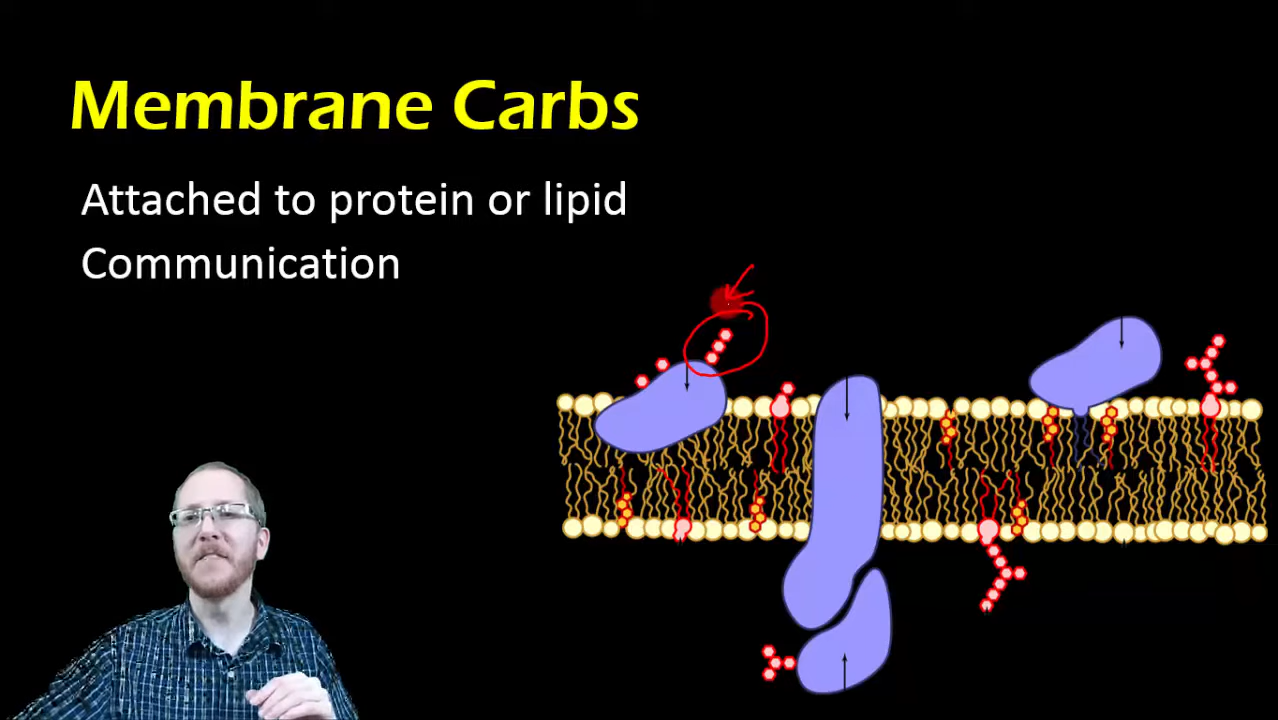 Membrane Carbs
Attached to protein or lipid
Communication